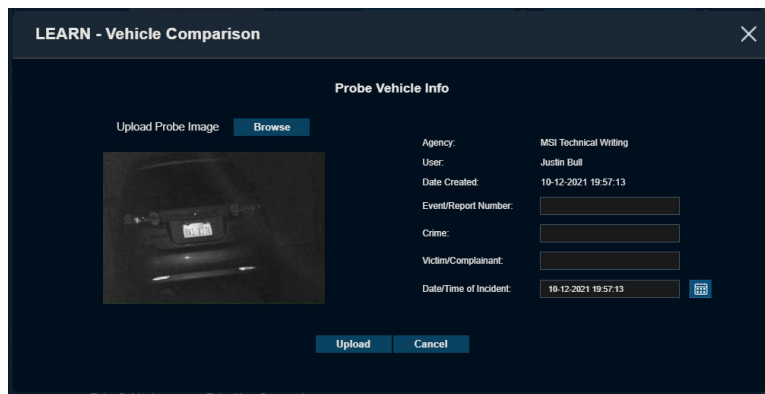 LEARN - Vehicle Comparison
Probe Vehicle Info
Upload Probe Image Browse
Agency: MSI Technical Writing
User: Justin Bull
Date Created: 10-12-2021 19:57:13
Event/Report Number:
Crime:
Victim/Complainant:
Date/Time of Incident: 10-12-2021 19:57:13
Upload Cancel